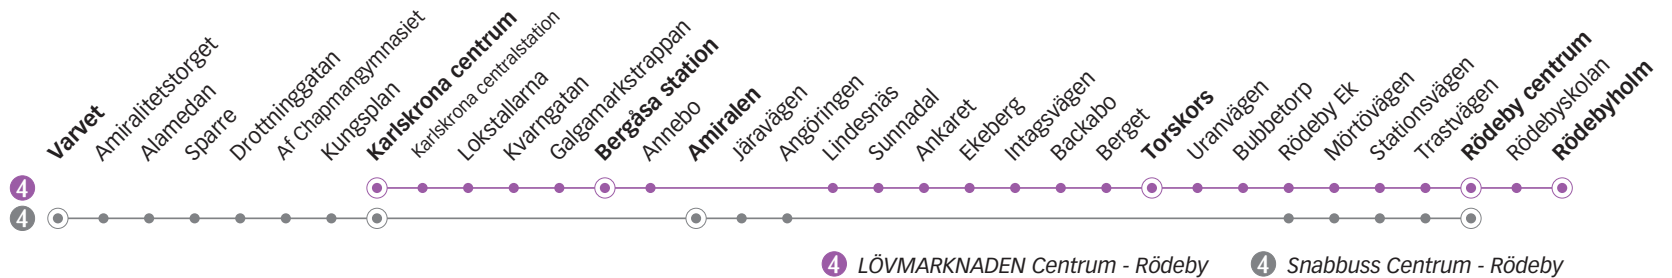 Varvet
Amiralitetstorget
Alamedan
Sparre
Drottninggatan
Af Chapmangymnasiet
Kungsplan
Karlskrona centrum
Karlskrona centralstation
Lokstallarna
Kvarngatan
Galgamarkstrappan
Bergåsa station
Annebo
Amiralen
Järavägen
Angöringen
Lindesnäs
Sunnadal
Ankaret
Ekeberg
Intagsvägen
Backabo
Berget
Torskors
Uranvägen
Bubbetorp
Rödeby Ek
Mörtövägen
Stationsvägen
Trastvägen
Rödeby centrum
Rödebyskolan
Rödebyholm
4
4
4 LÖVMARKNADEN Centrum - Rödeby
4 Snabbuss Centrum - Rödeby